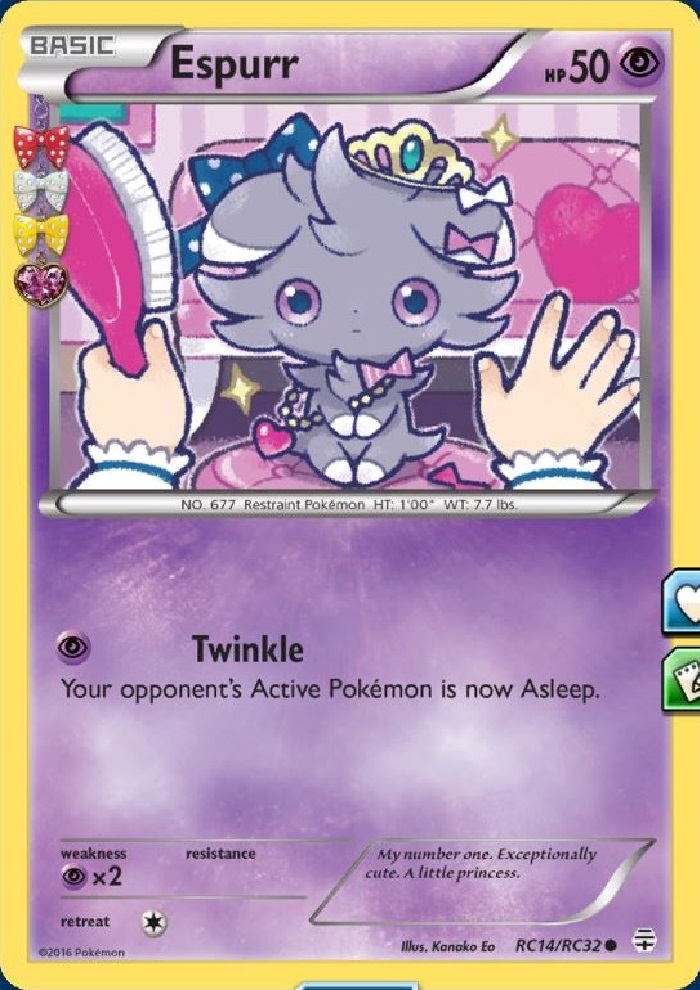 BASIC
Espurr
HP50
NO. 677 Restraint Pokémon HT: 1'00" WT: 7.7 lbs.
Twinkle
Your opponent's Active Pokémon is now Asleep.
weakness
resistance
×2
My number one. Exceptionally
cute. A little princess.
retreat
©2016 Pokémon
Illus. Kanako Eo
RC14/RC32